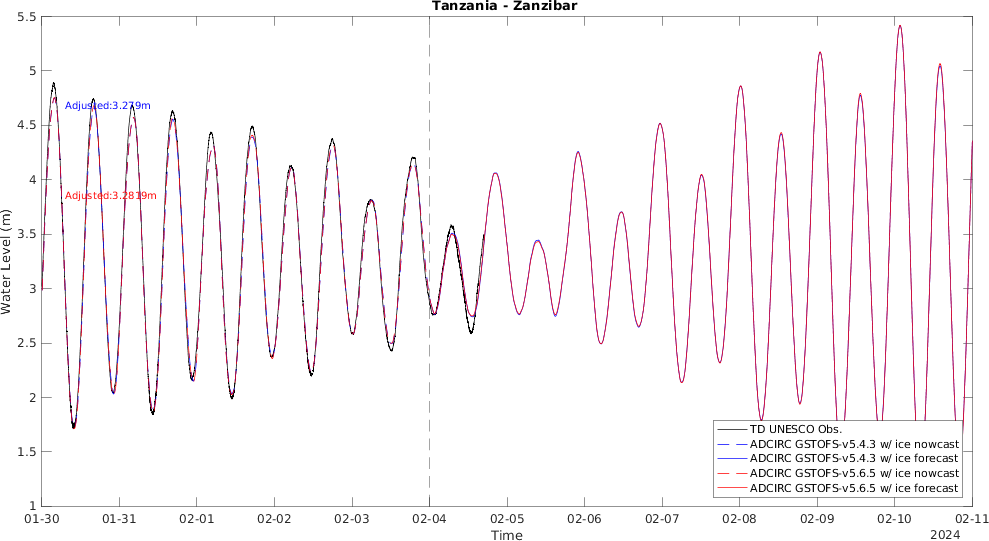 Tanzania - Zanzibar
5.5
5
4.5
4
3.5
3
2.5
2
1.5
1
Water Level (m)
Adjusted:3.279m
Adjusted:3.2819m
TD UNESCO Obs.
ADCIRC GSTOFS-v5.4.3 w/ ice nowcast
ADCIRC GSTOFS-v5.4.3 w/ ice forecast
ADCIRC GSTOFS-v5.6.5 w/ ice nowcast
ADCIRC GSTOFS-v5.6.5 w/ ice forecast
01-30 01-31 02-01 02-02 02-03 02-04 02-05 02-06 02-07 02-08 02-09 02-10 02-11
Time
2024